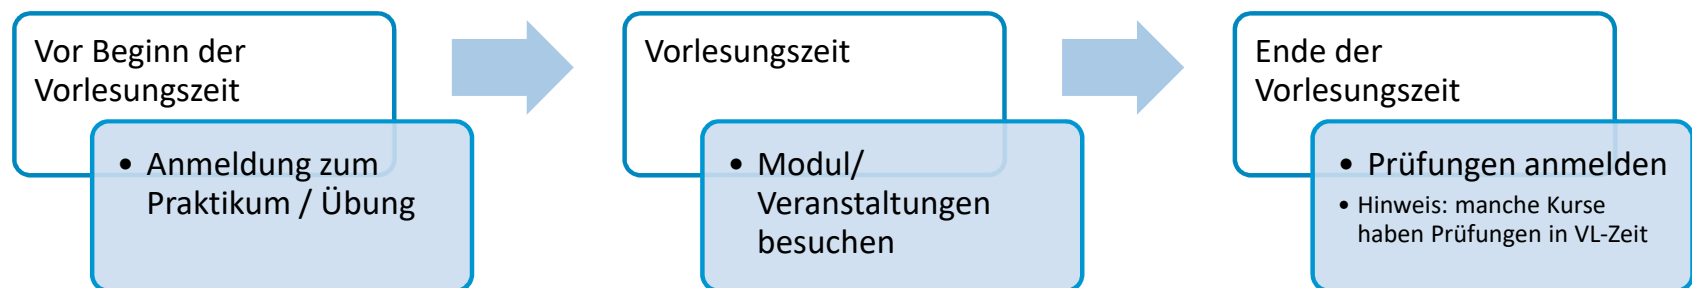 Vor Beginn der
Vorlesungszeit
• Anmeldung zum
Praktikum / Übung
Vorlesungszeit
• Modul/
Veranstaltungen
besuchen
Ende der
Vorlesungszeit
• Prüfungen anmelden
• Hinweis: manche Kurse
haben Prüfungen in VL-Zeit